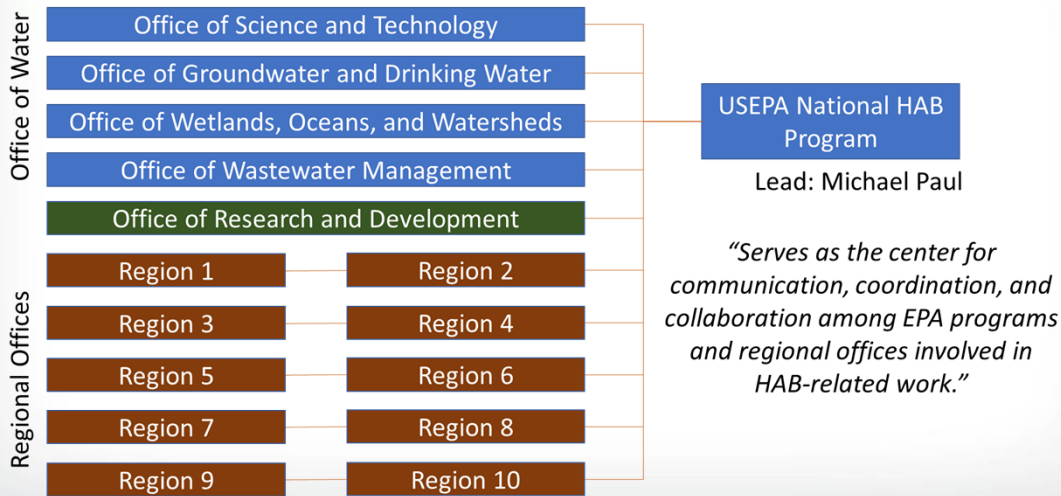 Office of Water
Office of Science and Technology
Office of Groundwater and Drinking Water
Office of Wetlands, Oceans, and Watersheds
Office of Wastewater Management
Office of Research and Development
Regional Offices
Region 1
Region 2
Region 3
Region 4
Region 5
Region 6
Region 7
Region 8
Region 9
Region 10
USEPA National HAB
Program
Lead: Michael Paul
“Serves as the center for
communication, coordination, and
collaboration among EPA programs
and regional offices involved in
HAB-related work.”